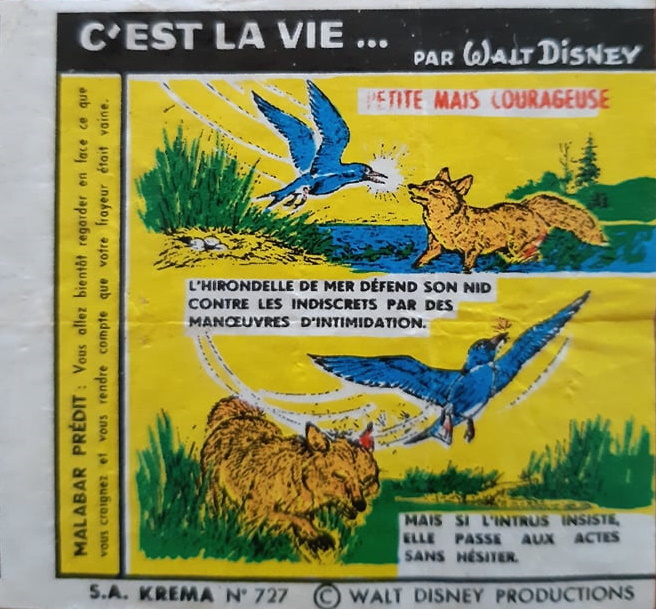 C'EST LA VIE ... PAR WALT DISNEY
PETITE MAIS COURAGEUSE
L'HIRONDELLE DE MER DÉFEND SON NID
CONTRE LES INDISCRETS PAR DES
MANŒUVRES D'INTIMIDATION.
MAIS SI L'INTRUS INSISTE,
ELLE PASSE AUX ACTES
SANS HÉSITER.
MALABAR PRÉDIT : Vous allez bientôt regarder en face ce que
vous craignez et vous rendre compte que votre frayeur était vaine.
S.A. KREMA N° 727 © WALT DISNEY PRODUCTIONS